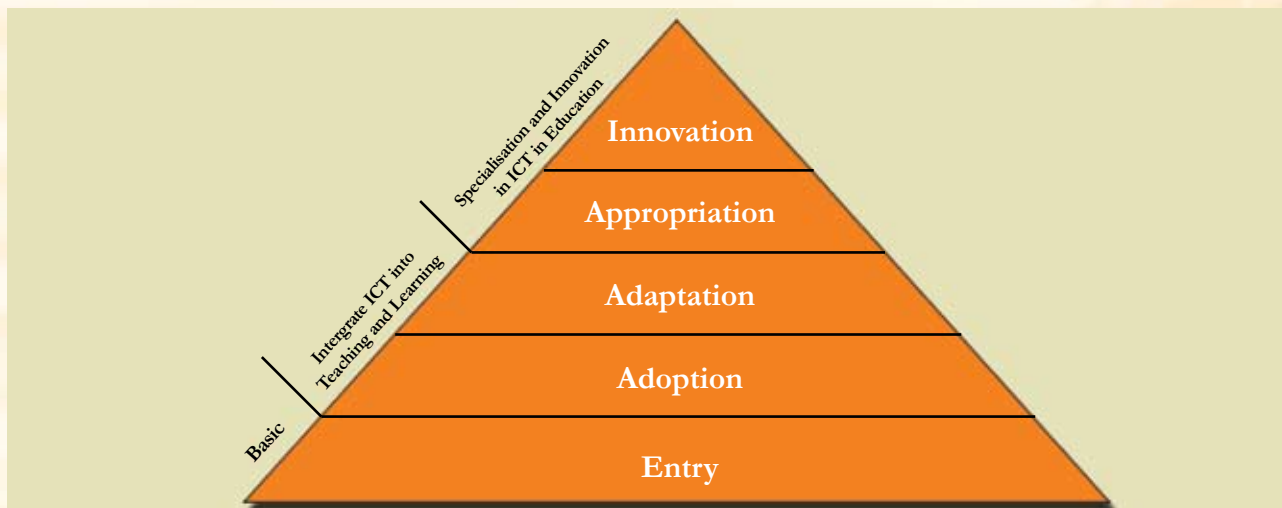 Specialisation and Innovation
in ICT in Education
Innovation
Appropriation
Intergrate ICT into
Teaching and Learning
Adaptation
Adoption
Basic
Entry